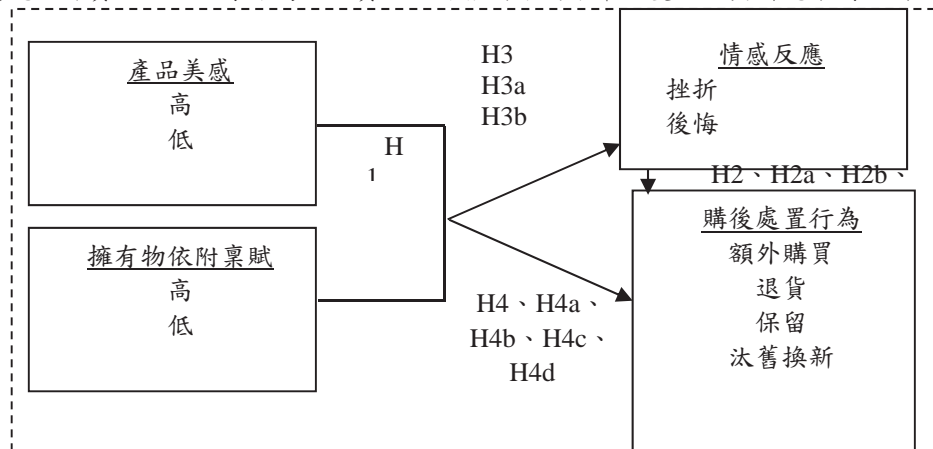 產品美感
高
低
H3
H3a
H3b
情感反應
挫折
後悔
H
1
H2、H2a、H2b、
擁有物依附稟賦
高
低
購後處置行為
額外購買
退貨
保留
汰舊換新
H4、H4a、
H4b、H4c、
H4d